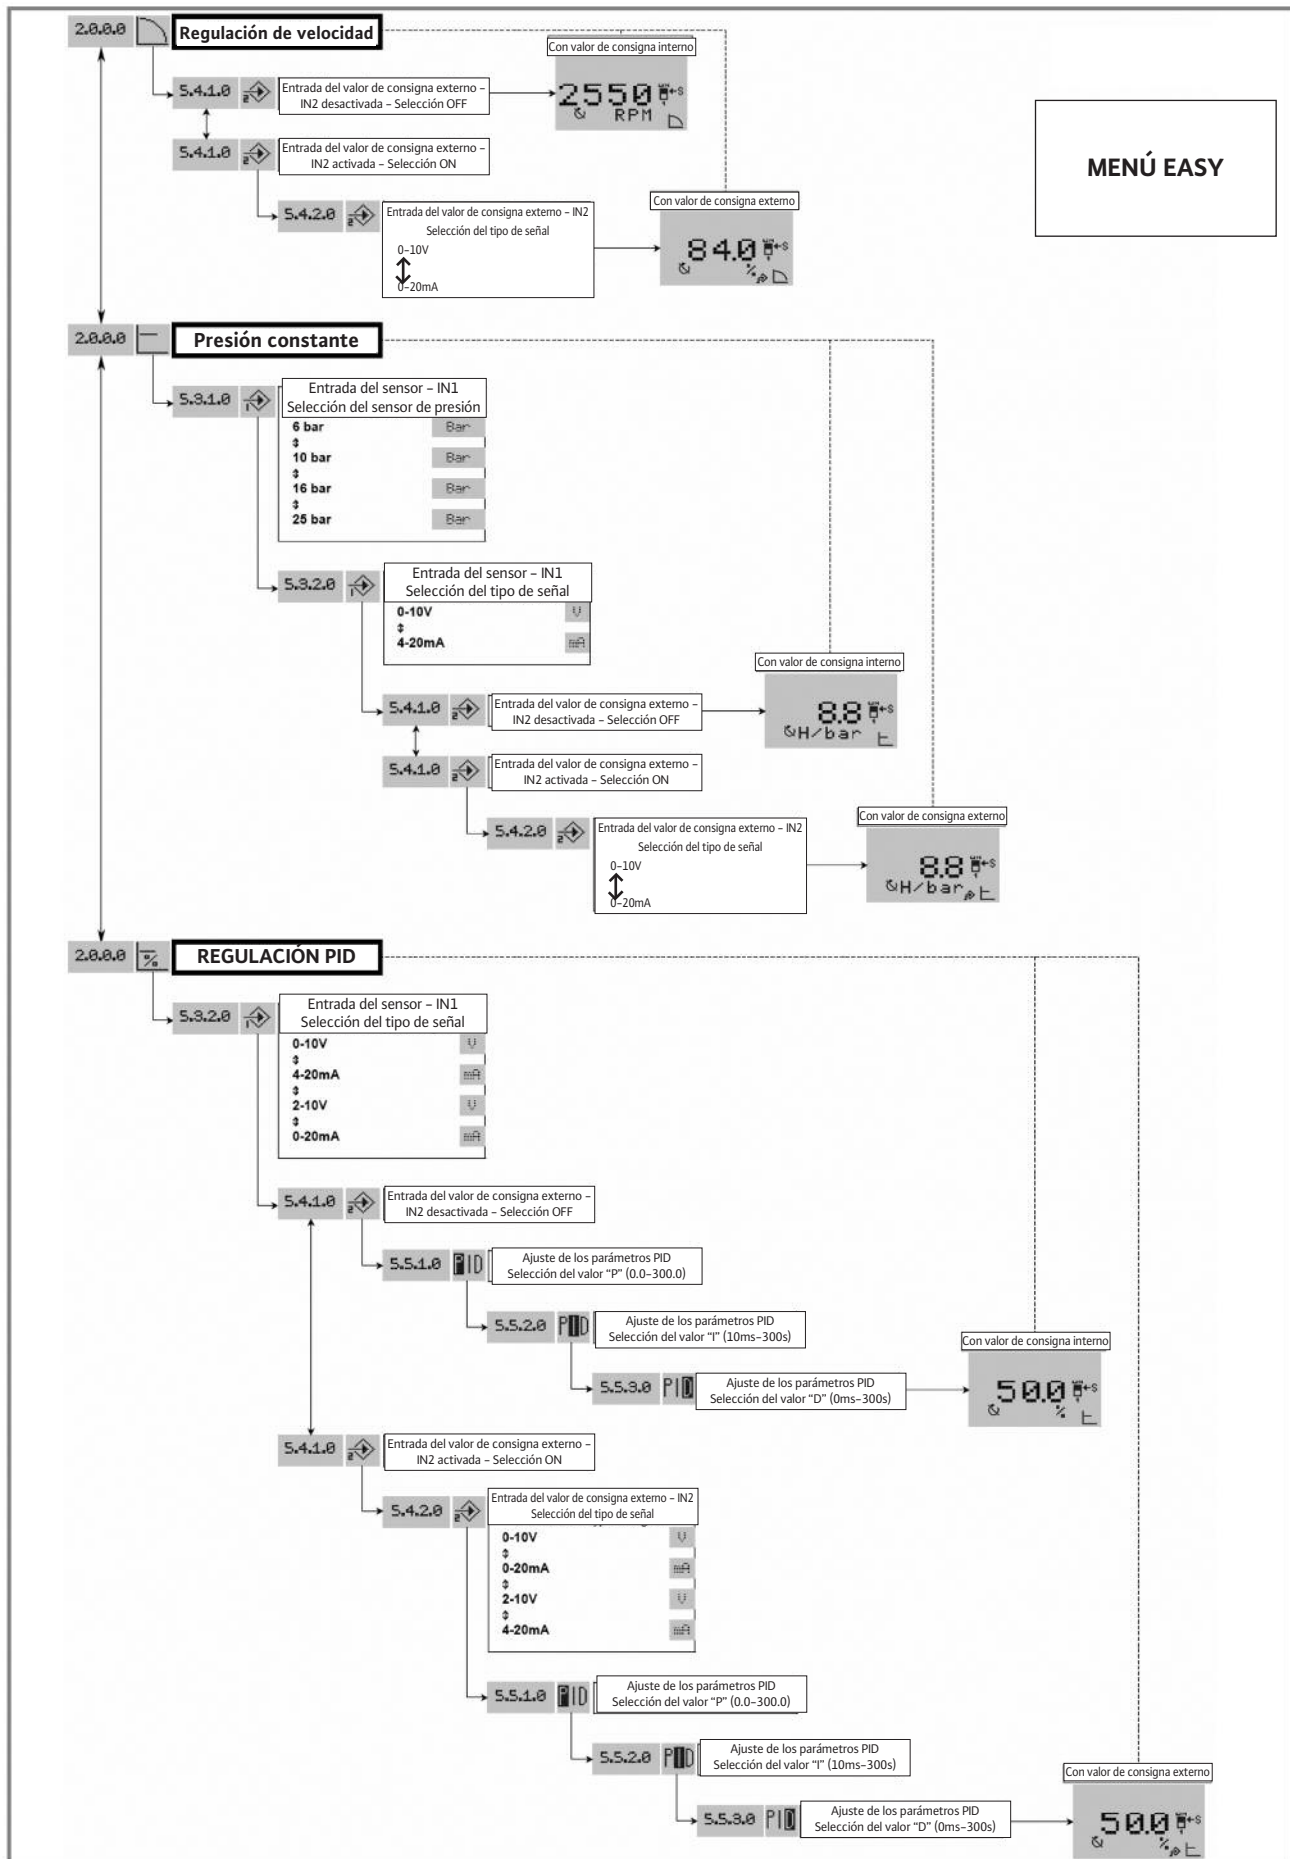 2.0.0.0 Regulación de velocidad
Con valor de consigna interno
5.4.1.0 2 Entrada del valor de consigna externo –
IN2 desactivada – Selección OFF
2550 ←S
RPM
MENÚ EASY
5.4.1.0 2 Entrada del valor de consigna externo –
IN2 activada – Selección ON
Con valor de consigna externo
5.4.2.0 2 Entrada del valor de consigna externo – IN2
Selección del tipo de señal
0–10V
0–20mA
84.0 ←S
%
2.0.0.0 Presión constante
5.3.1.0 1 Entrada del sensor – IN1
Selección del sensor de presión
6 bar Bar
10 bar Bar
16 bar Bar
25 bar Bar
5.3.2.0 1 Entrada del sensor – IN1
Selección del tipo de señal
0-10V V
4-20mA mA
Con valor de consigna interno
5.4.1.0 2 Entrada del valor de consigna externo –
IN2 desactivada – Selección OFF
8.8 ←S
H/bar
5.4.1.0 2 Entrada del valor de consigna externo –
IN2 activada – Selección ON
Con valor de consigna externo
5.4.2.0 2 Entrada del valor de consigna externo – IN2
Selección del tipo de señal
0–10V
0–20mA
8.8 ←S
H/bar
2.0.0.0 % REGULACIÓN PID
5.3.2.0 1 Entrada del sensor – IN1
Selección del tipo de señal
0-10V V
4-20mA mA
2-10V V
0-20mA mA
5.4.1.0 2 Entrada del valor de consigna externo –
IN2 desactivada – Selección OFF
5.5.1.0 PID Ajuste de los parámetros PID
Selección del valor “P” (0.0–300.0)
5.5.2.0 PID Ajuste de los parámetros PID
Selección del valor “I” (10ms–300s)
Con valor de consigna interno
5.5.3.0 PID Ajuste de los parámetros PID
Selección del valor “D” (0ms–300s)
50.0 ←S
%
5.4.1.0 2 Entrada del valor de consigna externo –
IN2 activada – Selección ON
5.4.2.0 2 Entrada del valor de consigna externo – IN2
Selección del tipo de señal
0-10V V
0-20mA mA
2-10V V
4-20mA mA
5.5.1.0 PID Ajuste de los parámetros PID
Selección del valor “P” (0.0–300.0)
5.5.2.0 PID Ajuste de los parámetros PID
Selección del valor “I” (10ms–300s)
Con valor de consigna externo
5.5.3.0 PID Ajuste de los parámetros PID
Selección del valor “D” (0ms–300s)
50.0 ←S
%